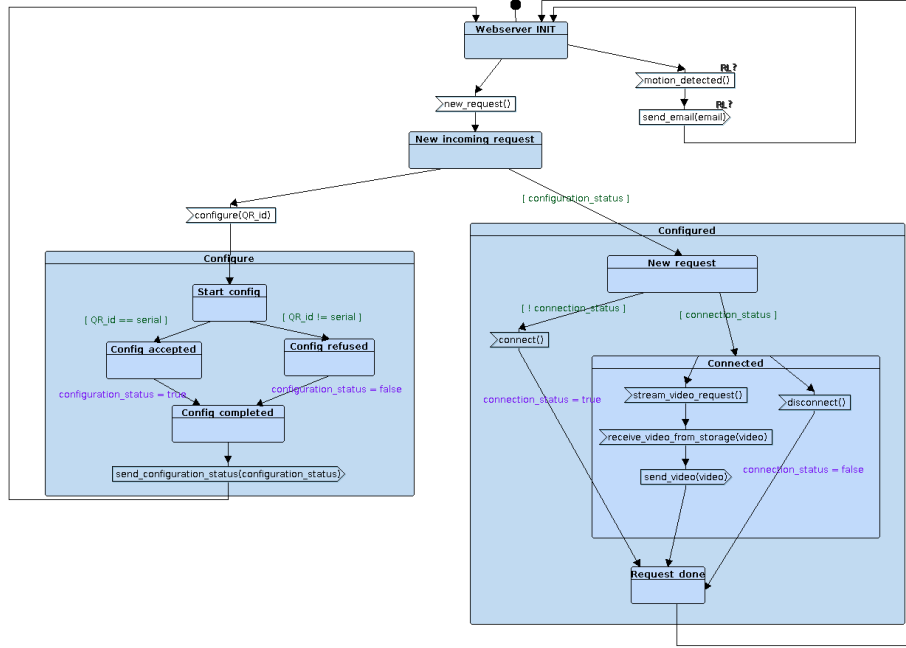 Webserver INIT
RL?
motion_detected()
new_request()
RL?
send_email(email)
New incoming request
[ configuration_status ]
configure(QR_id)
Configured
Configure
New request
Start config
[ ! connection_status ]
[ connection_status ]
[ QR_id == serial ]
[ QR_id != serial ]
connect()
Config accepted
Config refused
Connected
configuration_status = true
configuration_status = false
stream_video_request()
connection_status = true
disconnect()
Config completed
receive_video_from_storage(video)
send_configuration_status(configuration_status)
connection_status = false
send_video(video)
Request done